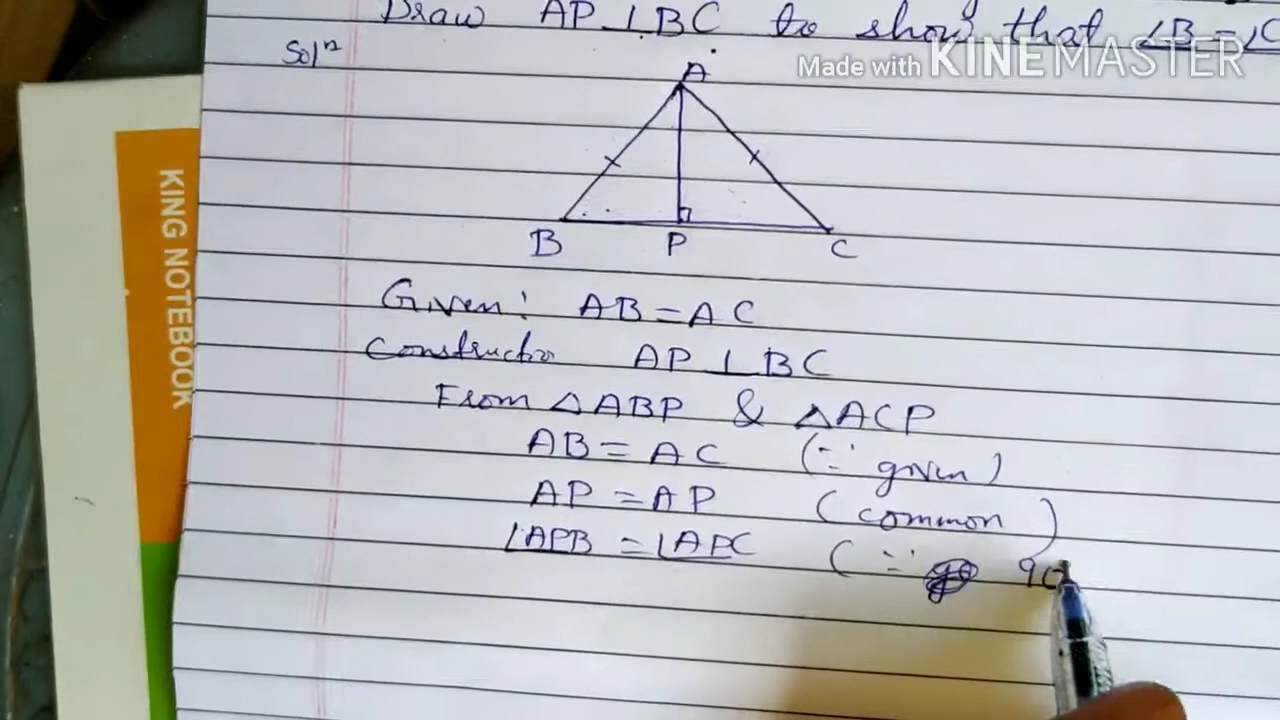 Draw AP ⊥ BC to show that ∠B = ∠C
Solⁿ
Made with KINEMASTER
A
B P C
KING NOTEBOOK
Given: AB = AC
Constructio AP ⊥ BC
From △ABP & △ACP
AB = AC (∵ given)
AP = AP (common)
∠APB = ∠APC (∵ 90